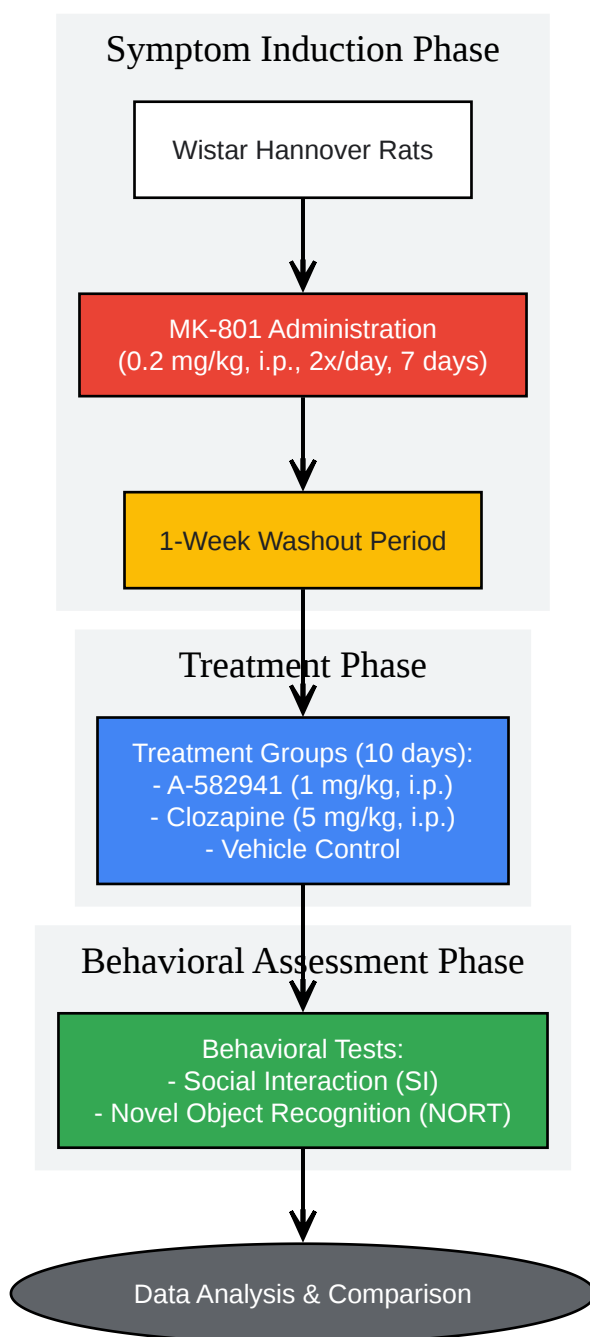 Symptom Induction Phase
Wistar Hannover Rats
MK-801 Administration
(0.2 mg/kg, i.p., 2x/day, 7 days)
1-Week Washout Period
Treatment Phase
Treatment Groups (10 days):
- A-582941 (1 mg/kg, i.p.)
- Clozapine (5 mg/kg, i.p.)
- Vehicle Control
Behavioral Assessment Phase
Behavioral Tests:
- Social Interaction (SI)
- Novel Object Recognition (NORT)
Data Analysis & Comparison